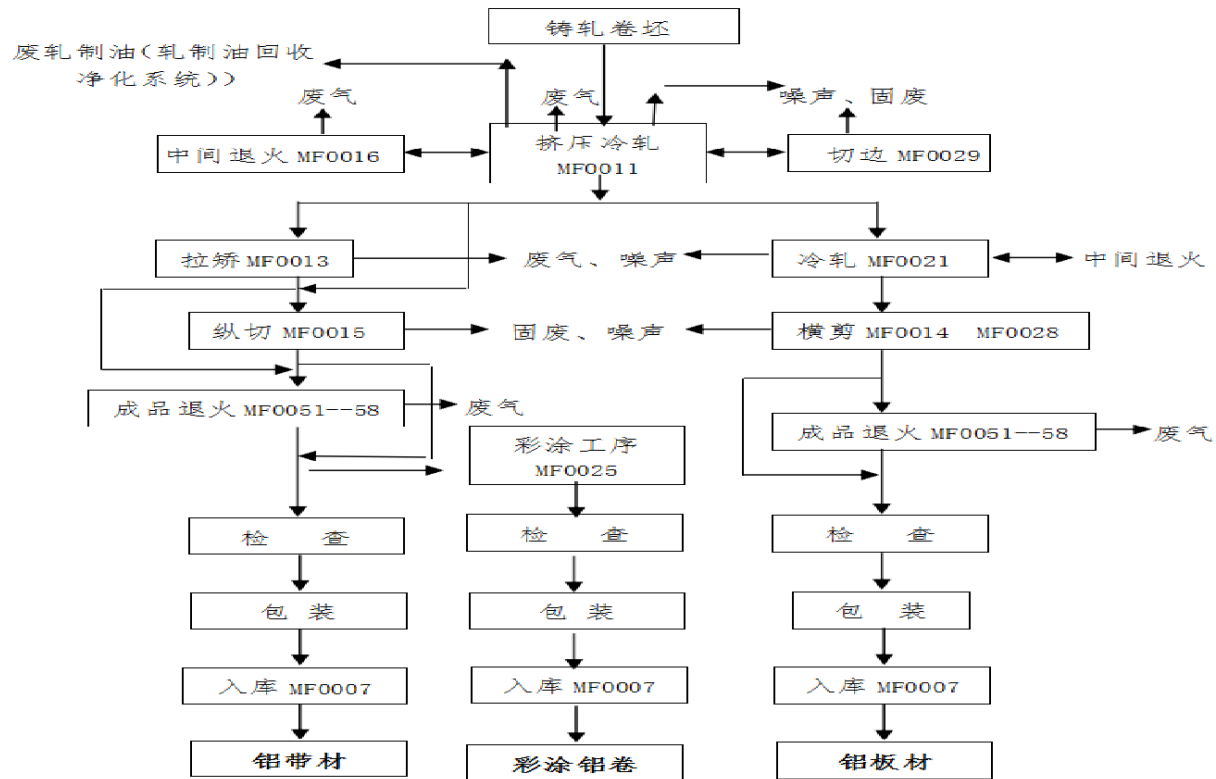 铸轧卷坯
废轧制油(轧制油回收
净化系统))
废气
废气
噪声、固废
中间退火 MF0016
挤压冷轧
MF0011
切边 MF0029
拉矫 MF0013
废气、噪声
冷轧 MF0021
中间退火
纵切 MF0015
固废、噪声
横剪 MF0014 MF0028
成品退火 MF0051--58
废气
彩涂工序
MF0025
成品退火 MF0051--58
废气
检 查
检 查
检 查
包 装
包 装
包 装
入库 MF0007
入库 MF0007
入库 MF0007
铝带材
彩涂铝卷
铝板材